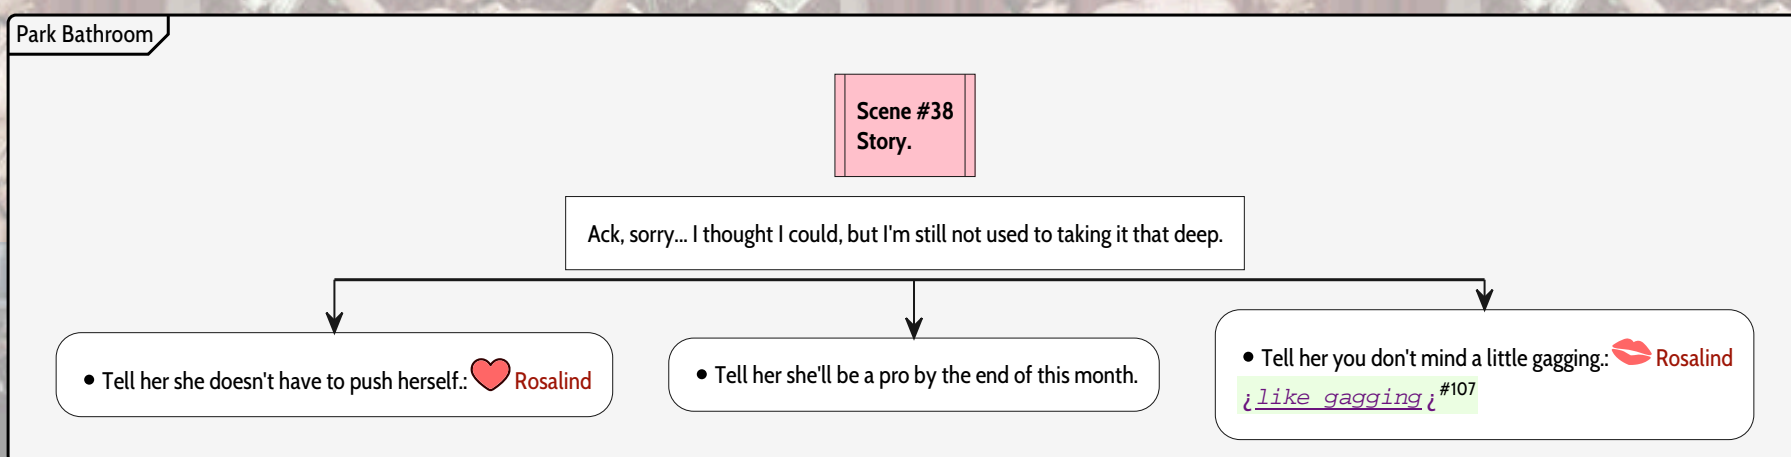 Park Bathroom
Scene #38
Story.
Ack, sorry... I thought I could, but I'm still not used to taking it that deep.
• Tell her she doesn't have to push herself.: Rosalind
• Tell her she'll be a pro by the end of this month.
• Tell her you don't mind a little gagging.: Rosalind
¿like gagging¿#107